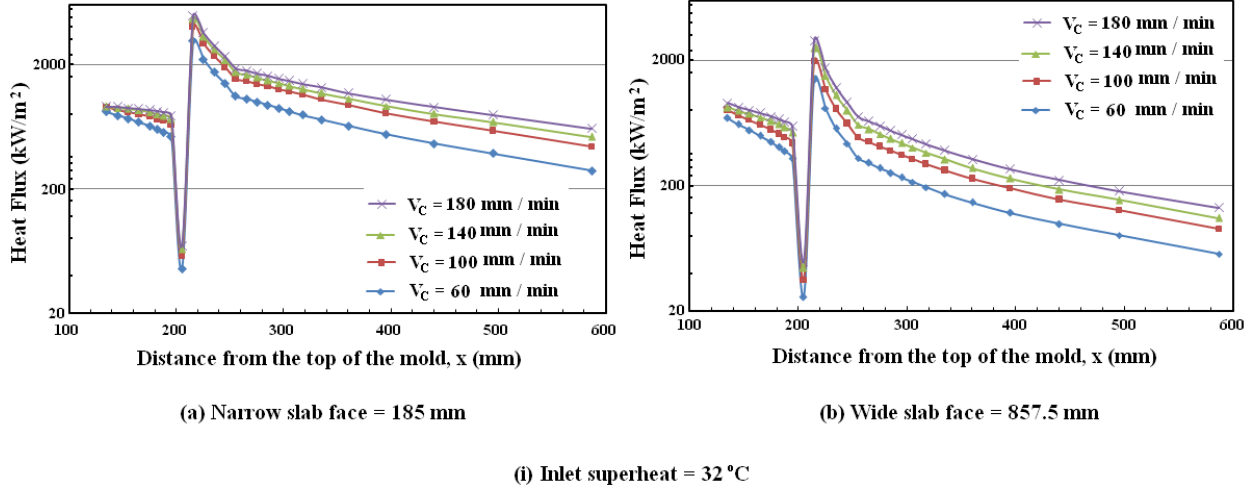 Heat Flux (kW/m²)
2000
200
20
V_C = 180 mm / min
V_C = 140 mm / min
V_C = 100 mm / min
V_C = 60 mm / min
100 200 300 400 500 600
Distance from the top of the mold, x (mm)
(a) Narrow slab face = 185 mm
Heat Flux (kW/m²)
2000
200
20
V_C = 180 mm / min
V_C = 140 mm / min
V_C = 100 mm / min
V_C = 60 mm / min
100 200 300 400 500 600
Distance from the top of the mold, x (mm)
(b) Wide slab face = 857.5 mm
(i) Inlet superheat = 32 °C